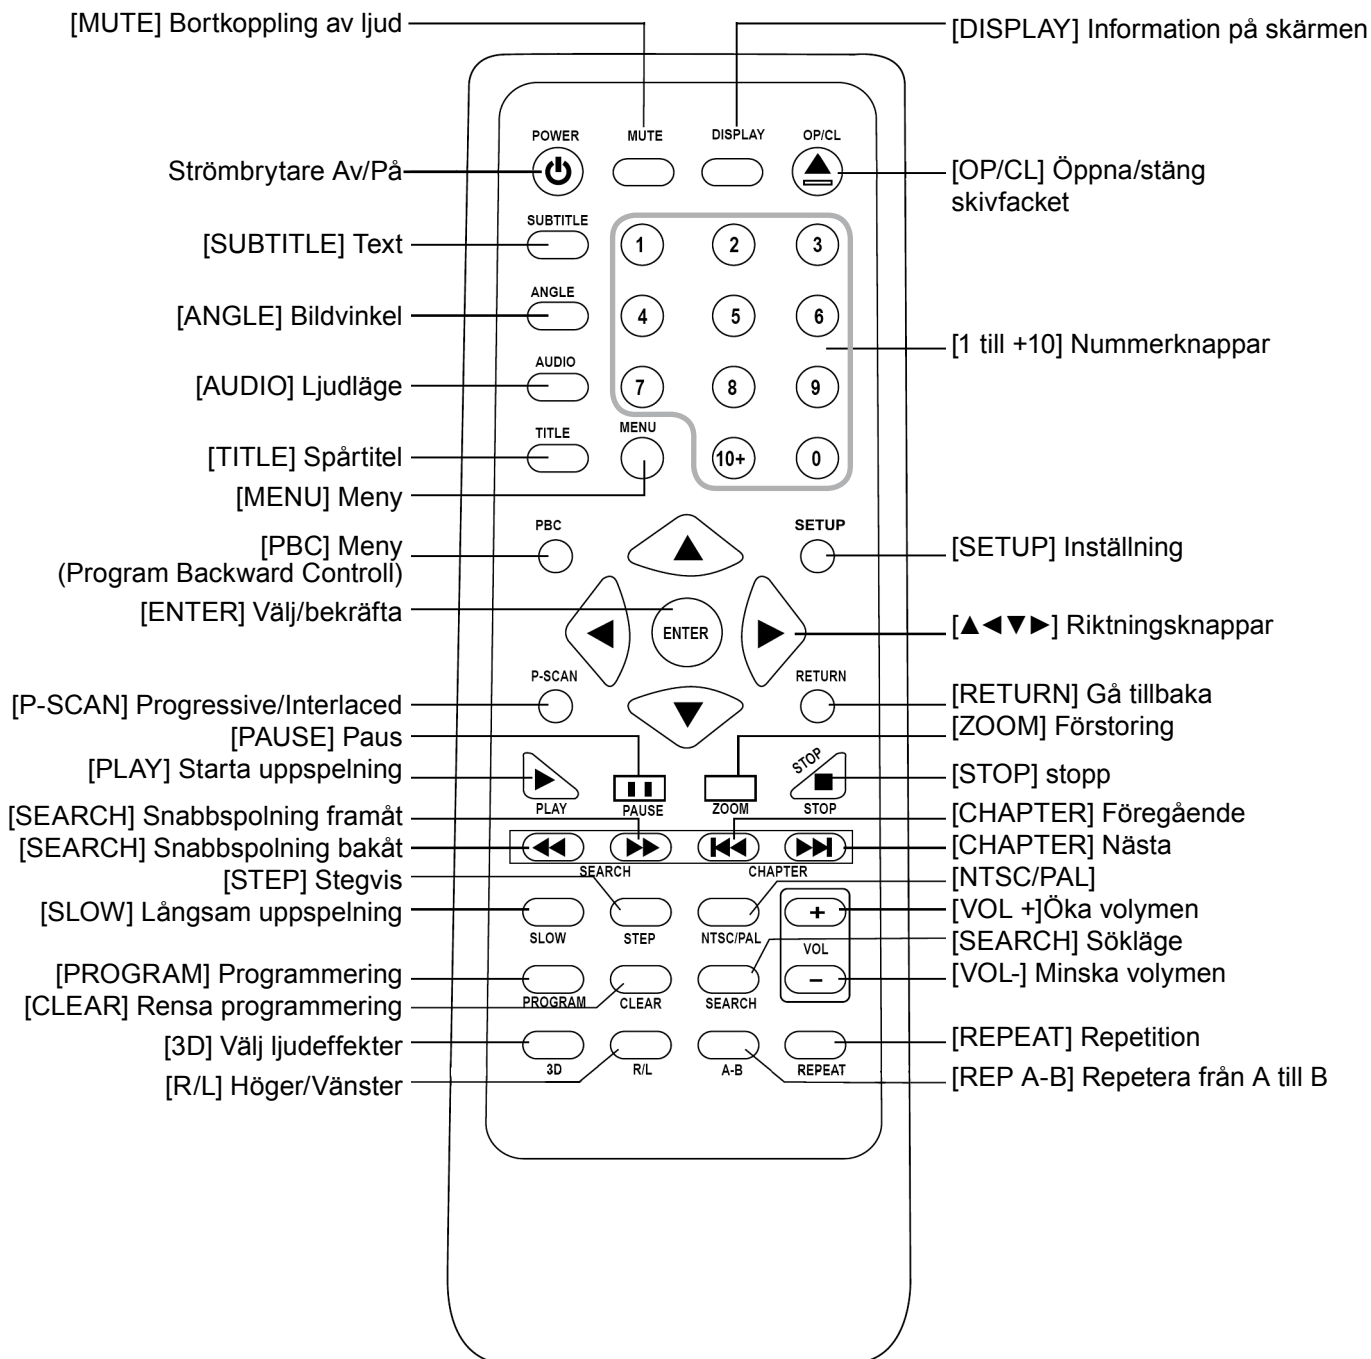 [MUTE] Bortkoppling av ljud
[DISPLAY] Information på skärmen
POWER MUTE DISPLAY OP/CL
Strömbrytare Av/På
[OP/CL] Öppna/stäng
skivfacket
SUBTITLE
[SUBTITLE] Text
1 2 3
ANGLE
[ANGLE] Bildvinkel
4 5 6
[1 till +10] Nummerknappar
AUDIO
[AUDIO] Ljudläge
7 8 9
TITLE MENU
[TITLE] Spårtitel
10+ 0
[MENU] Meny
PBC SETUP
[PBC] Meny
(Program Backward Controll)
[SETUP] Inställning
[ENTER] Välj/bekräfta
ENTER
[▲◄▼►] Riktningsknappar
P-SCAN RETURN
[P-SCAN] Progressive/Interlaced
[RETURN] Gå tillbaka
[PAUSE] Paus
[ZOOM] Förstoring
STOP
[PLAY] Starta uppspelning
[STOP] stopp
PLAY PAUSE ZOOM STOP
[SEARCH] Snabbspolning framåt
[CHAPTER] Föregående
[SEARCH] Snabbspolning bakåt
[CHAPTER] Nästa
SEARCH CHAPTER
[STEP] Stegvis
[NTSC/PAL]
[SLOW] Långsam uppspelning
+
[VOL +]Öka volymen
SLOW STEP NTSC/PAL VOL
[SEARCH] Sökläge
[PROGRAM] Programmering
–
[VOL-] Minska volymen
PROGRAM CLEAR SEARCH
[CLEAR] Rensa programmering
[3D] Välj ljudeffekter
[REPEAT] Repetition
3D R/L A-B REPEAT
[R/L] Höger/Vänster
[REP A-B] Repetera från A till B